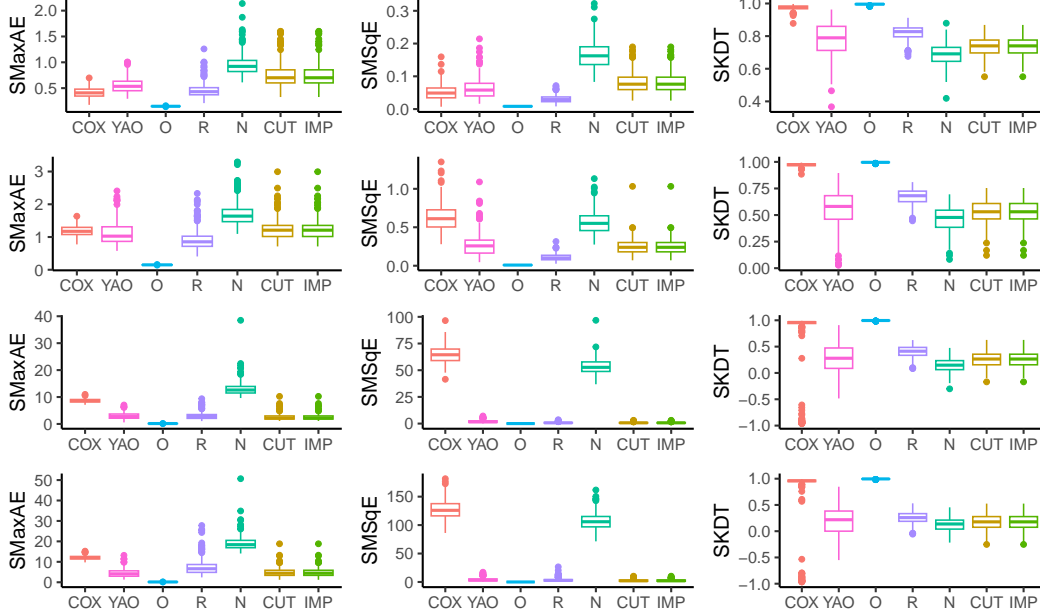 SMaxAE
2.0
1.5
1.0
0.5
COX YAO O R N CUT IMP
SMSqE
0.3
0.2
0.1
0.0
COX YAO O R N CUT IMP
SKDT
1.0
0.8
0.6
0.4
COX YAO O R N CUT IMP
SMaxAE
3
2
1
0
COX YAO O R N CUT IMP
SMSqE
1.0
0.5
0.0
COX YAO O R N CUT IMP
SKDT
1.00
0.75
0.50
0.25
0.00
COX YAO O R N CUT IMP
SMaxAE
40
30
20
10
0
COX YAO O R N CUT IMP
SMSqE
100
75
50
25
0
COX YAO O R N CUT IMP
SKDT
1.0
0.5
0.0
−0.5
−1.0
COX YAO O R N CUT IMP
SMaxAE
50
40
30
20
10
0
COX YAO O R N CUT IMP
SMSqE
150
100
50
0
COX YAO O R N CUT IMP
SKDT
1.0
0.5
0.0
−0.5
−1.0
COX YAO O R N CUT IMP